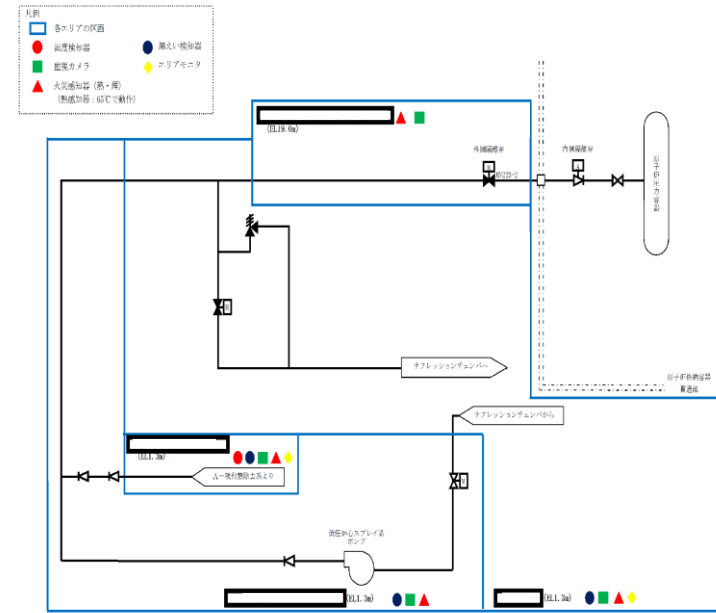 凡例
各エリアの区画
温度検知器
漏えい検知器
監視カメラ
エリアモニタ
火災感知器（熱・煙）
（熱感知器：65℃で動作）
(EL19.0m)
外側隔離弁
内側隔離弁
MV223-2
原子炉圧力容器
サプレッションチェンバへ
原子炉格納容器
貫通部
サプレッションチェンバから
(EL1.3m)
A－残留熱除去系より
低圧炉心スプレイ系
ポンプ
(EL1.3m)
(EL1.3m)